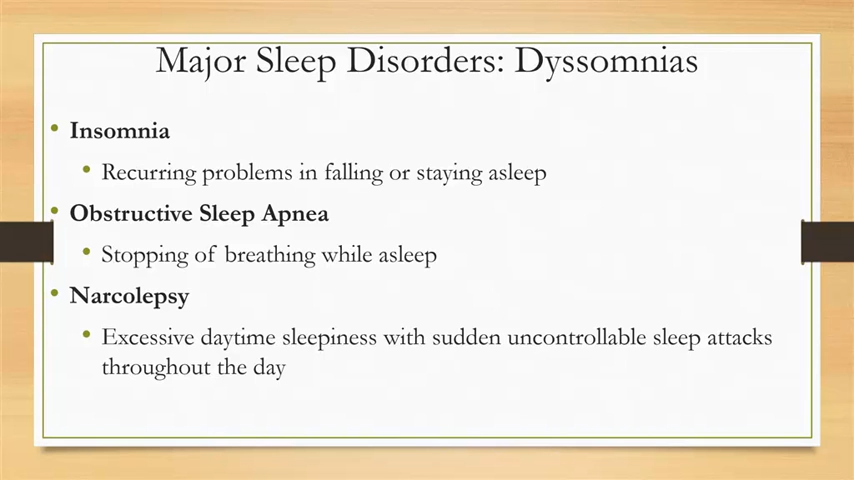 Major Sleep Disorders: Dyssomnias
• Insomnia
• Recurring problems in falling or staying asleep
• Obstructive Sleep Apnea
• Stopping of breathing while asleep
• Narcolepsy
• Excessive daytime sleepiness with sudden uncontrollable sleep attacks
throughout the day